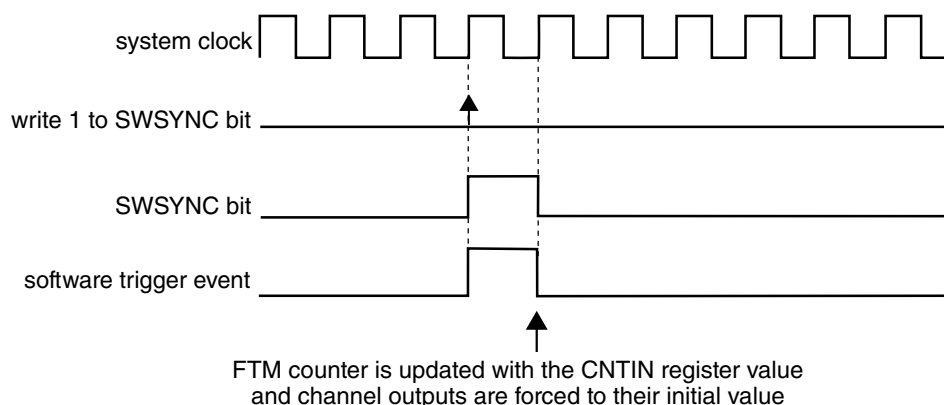 system clock
write 1 to SWSYNC bit
SWSYNC bit
software trigger event
FTM counter is updated with the CNTIN register value
and channel outputs are forced to their initial value